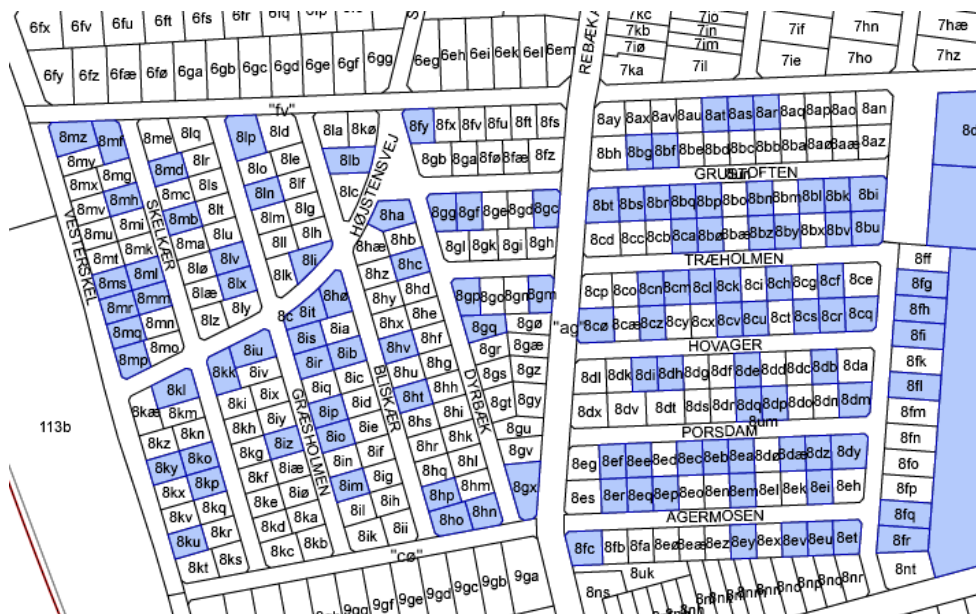 6fx 6fv 6fu 6ft 6fs 6fr
7kc 7io 7if 7hn 7hæ
7kb 7in
7iø 7im
7ka 7il 7ie 7ho 7hz
REBÆK
6fy 6fz 6fæ 6fø 6ga 6gb 6gc 6gd 6ge 6gf 6gg
6eg 6eh 6ei 6ek 6el 6em
"fv"
8mz 8mf 8me 8lq 8lp 8ld 8la 8kø 8fy 8fx 8fv 8fu 8ft 8fs
8my 8mg 8md 8lr 8lo 8le 8lb 8gb 8ga 8fø 8fæ 8fz
8mx 8mh 8mc 8ls 8ln 8lf 8lc
8mv 8mi 8mb 8lt 8lm 8lg
8mu 8mk 8ma 8lu 8ll 8lh
8mt 8ml 8lø 8lv 8lk 8li
8ms 8mm 8læ 8lx
8mr 8mn 8lz 8ly
8mq 8mo
8mp
VESTERSKEL
SKELKÆR
HØJSTENSVEJ
8ha 8hb 8gg 8gf 8ge 8gd 8gc
8hæ 8hc 8gl 8gk 8gi 8gh
8hz 8hd 8gp 8go 8gn 8gm
8hy 8he 8gq 8gø
8hx 8hf 8gr 8gæ
8hv 8hg 8gs 8gz
8hu 8hh 8gt 8gy
8ht 8hi 8gu
8hs 8hk 8gv
8hr 8hl 8gx
8hq 8hm
8hp 8hn
8ho
8c
8hø
8it
8is 8ia
8ir 8ib
8iq 8ic
8ip 8id
8io 8ie
8in 8if
8im 8ig
8il 8ih
8ik 8ii
BLISKÆR
DYRBÆK
GRÆSHOLMEN
8kl 8kk 8iu
8kæ 8km 8ki 8iv
8kz 8kn 8kh 8ix
8ky 8ko 8kg 8iy
8kx 8kp 8kf 8iz
8kv 8kq 8ke 8iæ
8ku 8kr 8kd 8iø
8kt 8ks 8kc 8ka
8kb
113b
"cø"
9gf 9ge 9gd 9gc 9gb 9ga
"ag"
8ay 8ax 8av 8au 8at 8as 8ar 8aq 8ap 8ao 8an
8bh 8bg 8bf 8be 8bd 8bc 8bb 8ba 8aø 8aæ 8az
GRUBTOFTEN
8bt 8bs 8br 8bq 8bp 8bo 8bn 8bm 8bl 8bk 8bi
8cd 8cc 8cb 8ca 8bø 8bæ 8bz 8by 8bx 8bv 8bu
TRÆHOLMEN
8cp 8co 8cn 8cm 8cl 8ck 8ci 8ch 8cg 8cf 8ce
8cø 8cæ 8cz 8cy 8cx 8cv 8cu 8ct 8cs 8cr 8cq
HOVAGER
8dl 8dk 8di 8dh 8dg 8df 8de 8dd 8dc 8db 8da
8dx 8dv 8dt 8ds 8dr 8dq 8dp 8do 8dn 8dm
8um
PORSDAM
8eg 8ef 8ee 8ed 8ec 8eb 8ea 8dø 8dæ 8dz 8dy
8es 8er 8eq 8ep 8eo 8en 8em 8el 8ek 8ei 8eh
AGERMOSEN
8fc 8fb 8fa 8eø 8eæ 8ez 8ey 8ex 8ev 8eu 8et
8uk
8ns 8nq 8np 8no 8nr
8ff
8fg
8fh
8fi
8fk
8fl
8fm
8fn
8fo
8fp
8fq
8fr
8nt